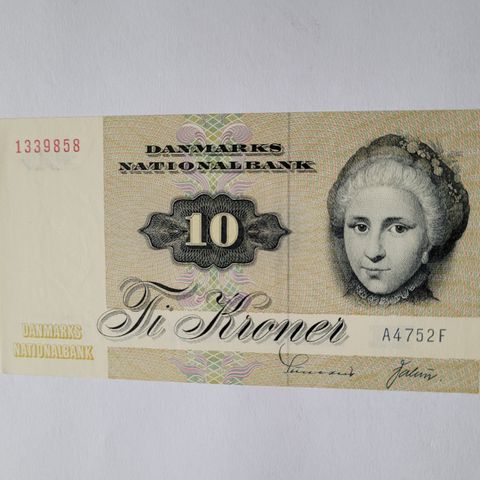 1339858
DANMARKS
NATIONALBANK
10
Ti Kroner
DANMARKS
NATIONALBANK
A4752F